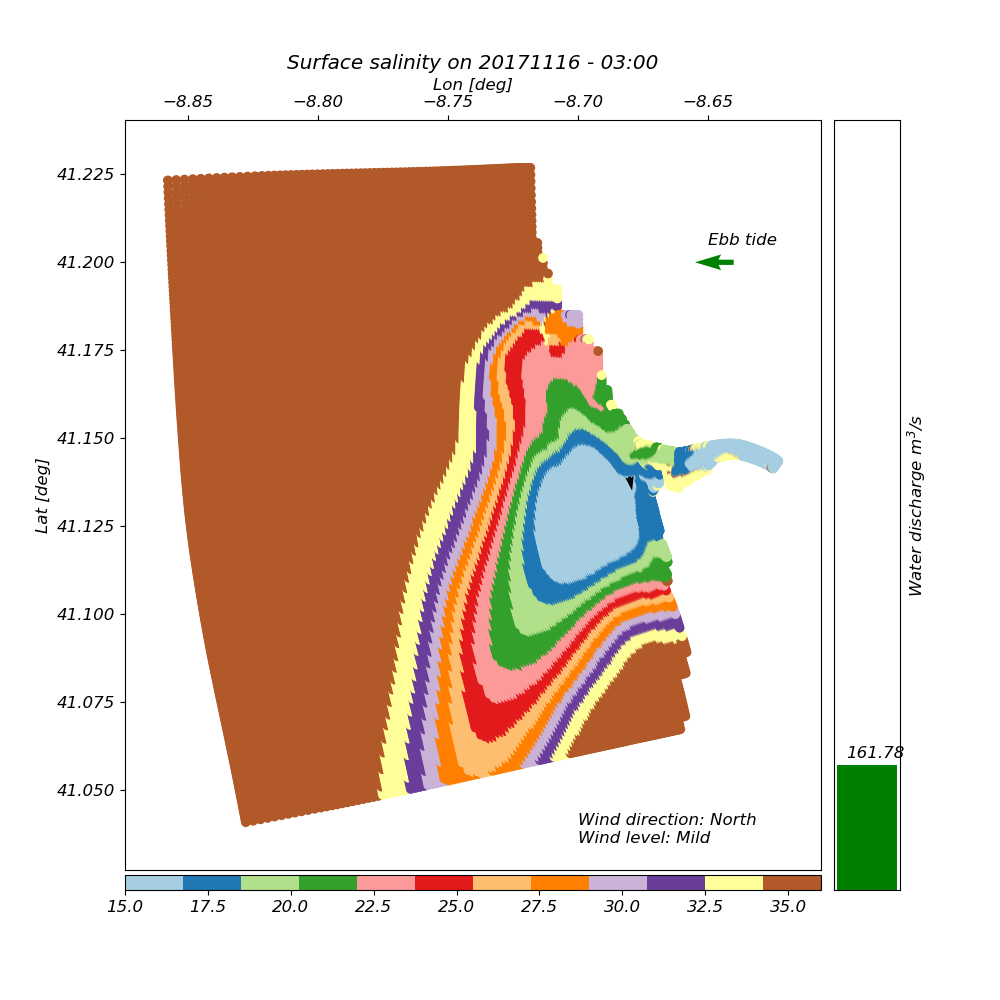 Surface salinity on 20171116 - 03:00
Lon [deg]
−8.85 −8.80 −8.75 −8.70 −8.65
41.225
41.200
41.175
41.150
41.125
41.100
41.075
41.050
Lat [deg]
Ebb tide
Wind direction: North
Wind level: Mild
161.78
Water discharge m³/s
15.0 17.5 20.0 22.5 25.0 27.5 30.0 32.5 35.0